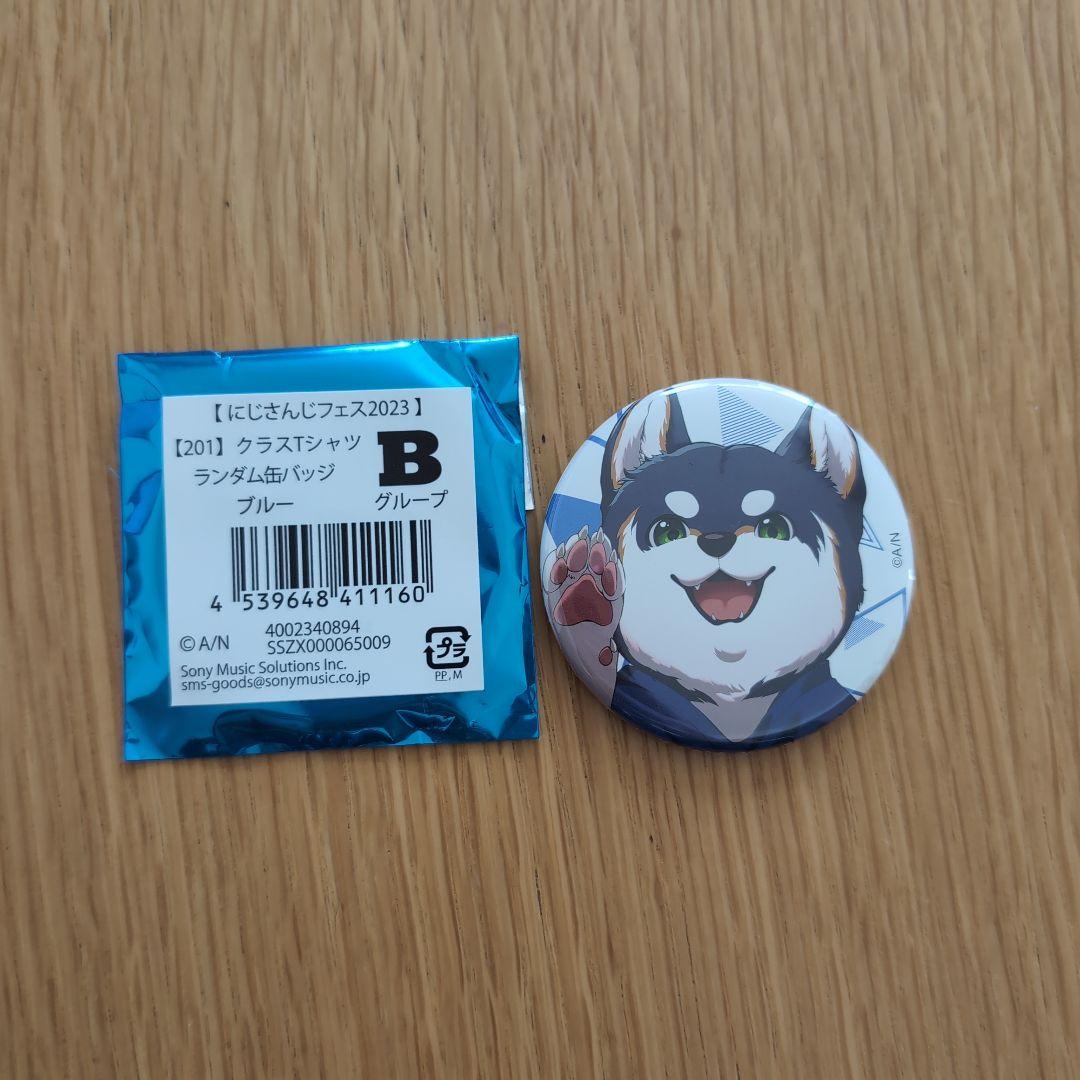 【にじさんじフェス2023】
【201】クラスTシャツ
ランダム缶バッジ
ブルー
B
グループ
4 539648 411160
© A/N
4002340894
SSZX000065009
Sony Music Solutions Inc.
sms-goods@sonymusic.co.jp
プラ
PP, M
©A/N